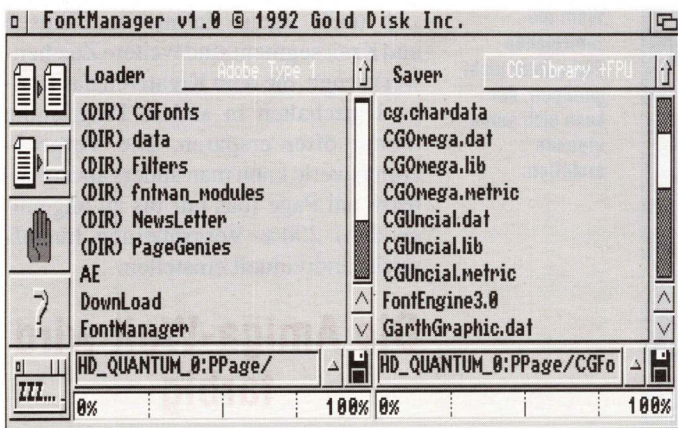 FontManager v1.0 © 1992 Gold Disk Inc.
Loader Adobe Type 1
(DIR) CGFonts
(DIR) data
(DIR) Filters
(DIR) fntman_modules
(DIR) NewsLetter
(DIR) PageGenies
AE
DownLoad
FontManager
HD_QUANTUM_0:PPage/
0% 100%
Saver CG Library +FPU
cg.chardata
CGOmega.dat
CGOmega.lib
CGOmega.metric
CGUncial.dat
CGUncial.lib
CGUncial.metric
FontEngine3.0
GarthGraphic.dat
HD_QUANTUM_0:PPage/CGFo
0% 100%
?
ZZZ...